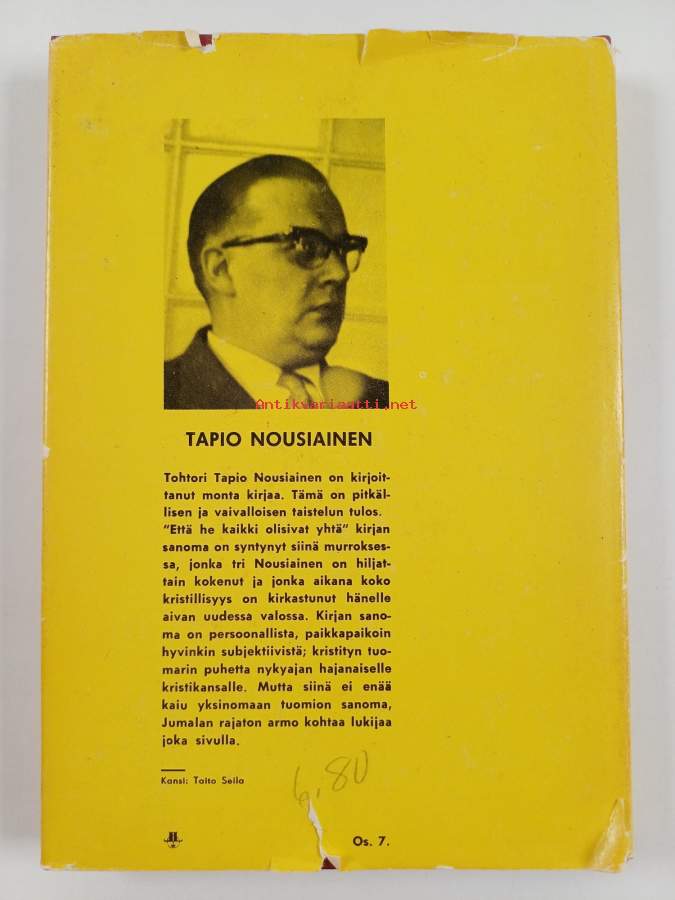 Antikvariaatti.net
TAPIO NOUSIAINEN
Tohtori Tapio Nousiainen on kirjoit-
tanut monta kirjaa. Tämä on pitkäl-
lisen ja vaivalloisen taistelun tulos.
"Että he kaikki olisivat yhtä" kirjan
sanoma on syntynyt siinä murrokses-
sa, jonka tri Nousiainen on hiljat-
tain kokenut ja jonka aikana koko
kristillisyys on kirkastunut hänelle
aivan uudessa valossa. Kirjan sano-
ma on persoonallista, paikkapaikoin
hyvinkin subjektiivistä; kristityn tuo-
marin puhetta nykyajan hajanaiselle
kristikansalle. Mutta siinä ei enää
kaiu yksinomaan tuomion sanoma,
Jumalan rajaton armo kohtaa lukijaa
joka sivulla.
Kansi: Taito Seila
6,80
Os. 7.